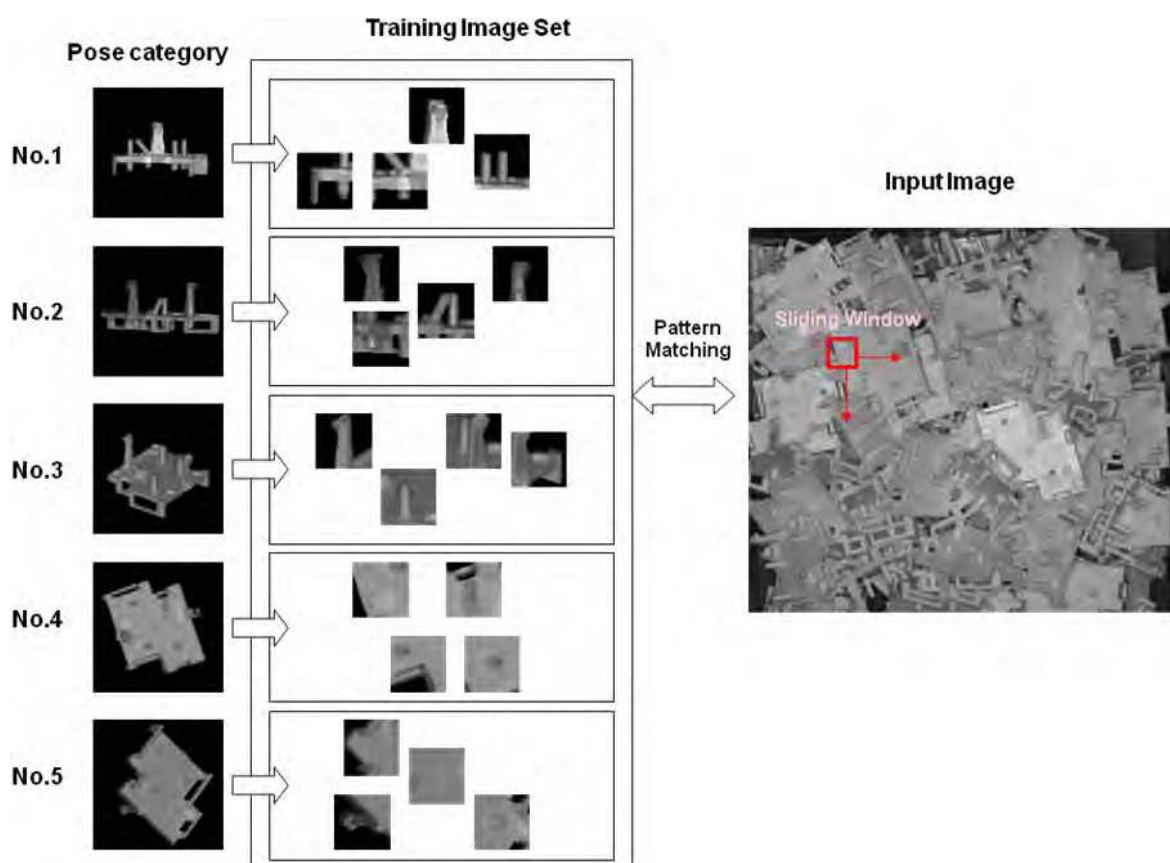 Training Image Set
Pose category
No.1
Input Image
No.2
Sliding Window
Pattern
Matching
No.3
No.4
No.5